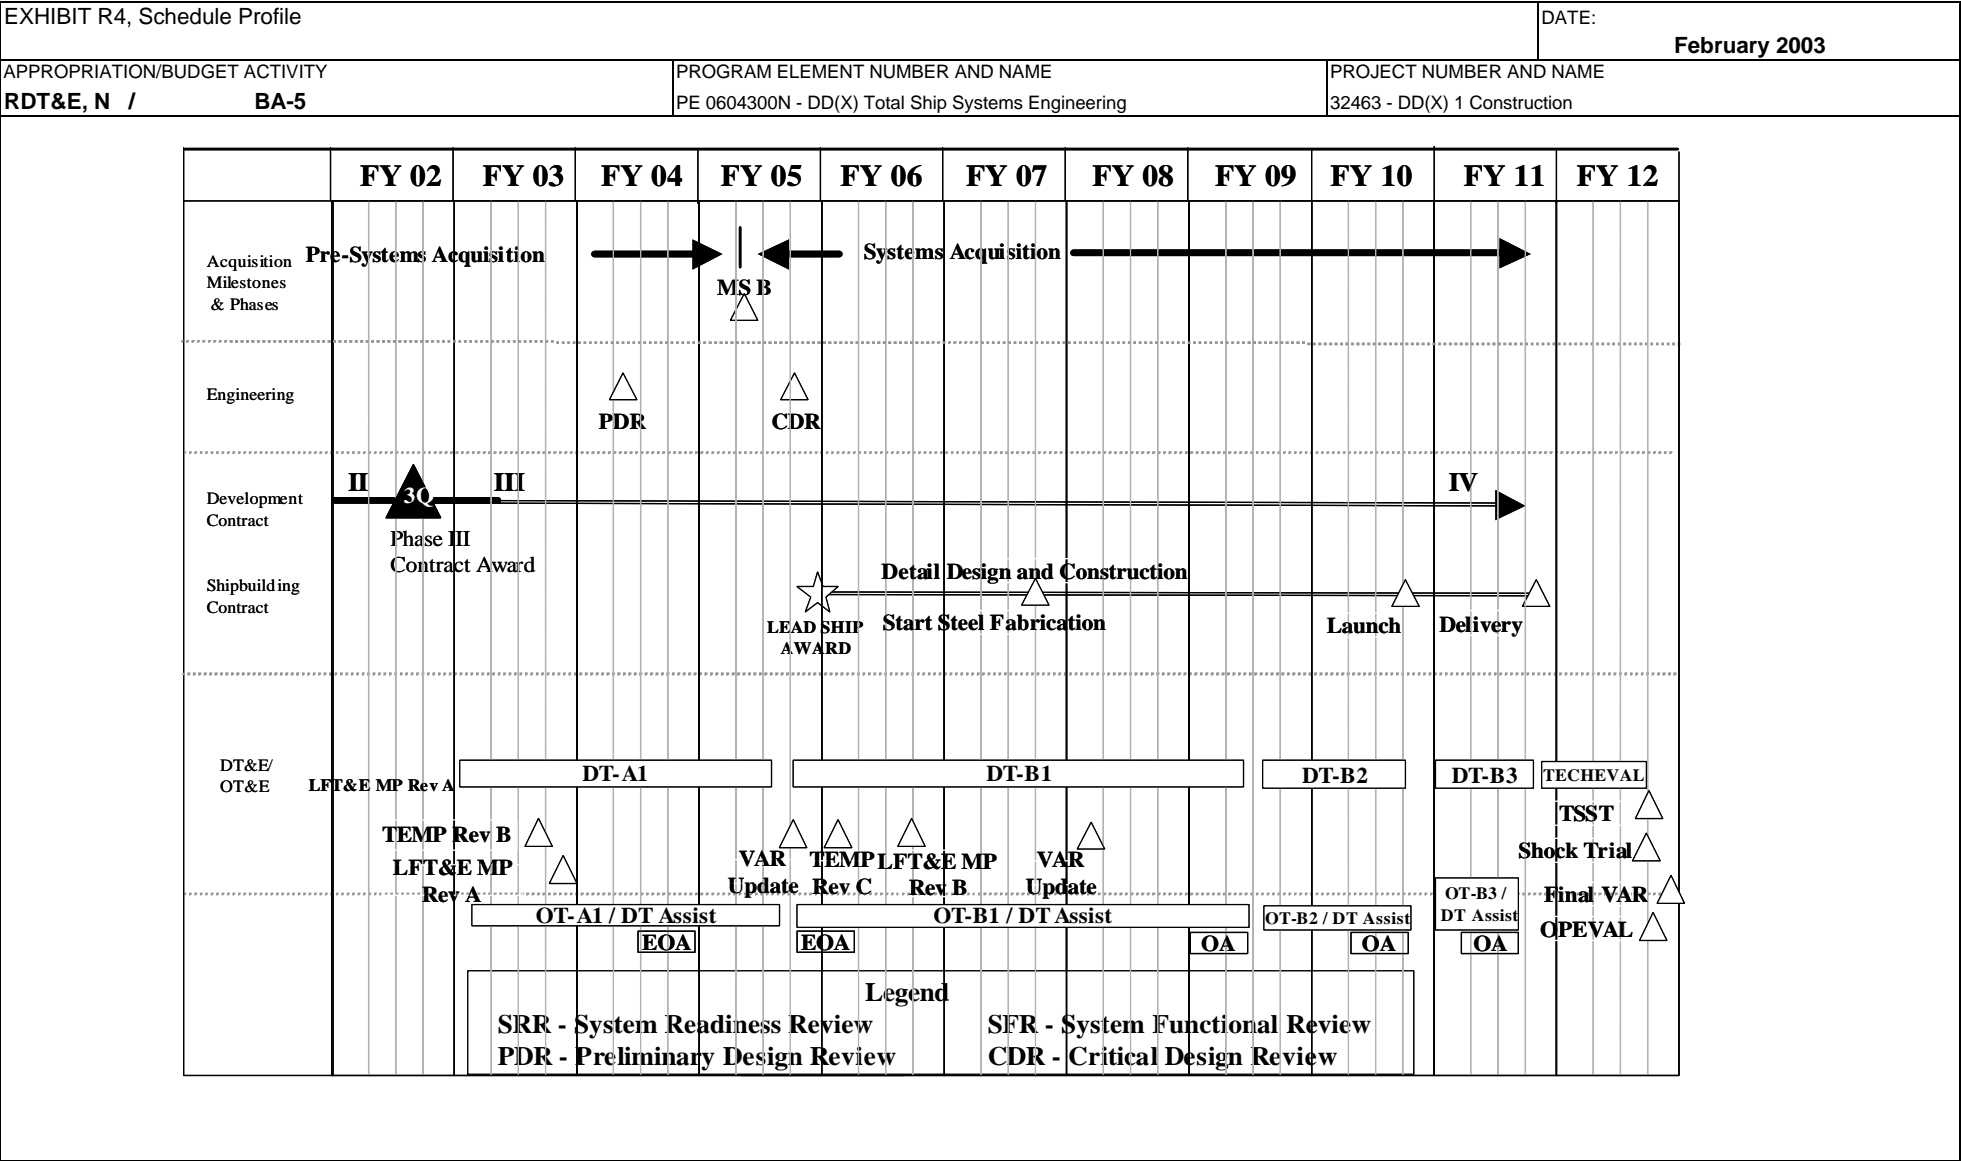 EXHIBIT R4, Schedule Profile
DATE:
February 2003
APPROPRIATION/BUDGET ACTIVITY
PROGRAM ELEMENT NUMBER AND NAME
PROJECT NUMBER AND NAME
RDT&E, N / BA-5
PE 0604300N - DD(X) Total Ship Systems Engineering
32463 - DD(X) 1 Construction
FY 02 FY 03 FY 04 FY 05 FY 06 FY 07 FY 08 FY 09 FY 10 FY 11 FY 12
Acquisition
Milestones
& Phases
Pre-Systems Acquisition
Systems Acquisition
MS B
Engineering
PDR
CDR
Development
Contract
II
3Q
III
IV
Phase III
Contract Award
Shipbuilding
Contract
Detail Design and Construction
LEAD SHIP
AWARD
Start Steel Fabrication
Launch
Delivery
DT&E/
OT&E
LFT&E MP Rev A
DT-A1
DT-B1
DT-B2
DT-B3
TECHEVAL
TSST
TEMP Rev B
LFT&E MP
Rev A
VAR
Update
TEMP
Rev C
LFT&E MP
Rev B
VAR
Update
Shock Trial
Final VAR
OPEVAL
OT-A1 / DT Assist
OT-B1 / DT Assist
OT-B2 / DT Assist
OT-B3 /
DT Assist
EOA
EOA
OA
OA
OA
Legend
SRR - System Readiness Review
SFR - System Functional Review
PDR - Preliminary Design Review
CDR - Critical Design Review